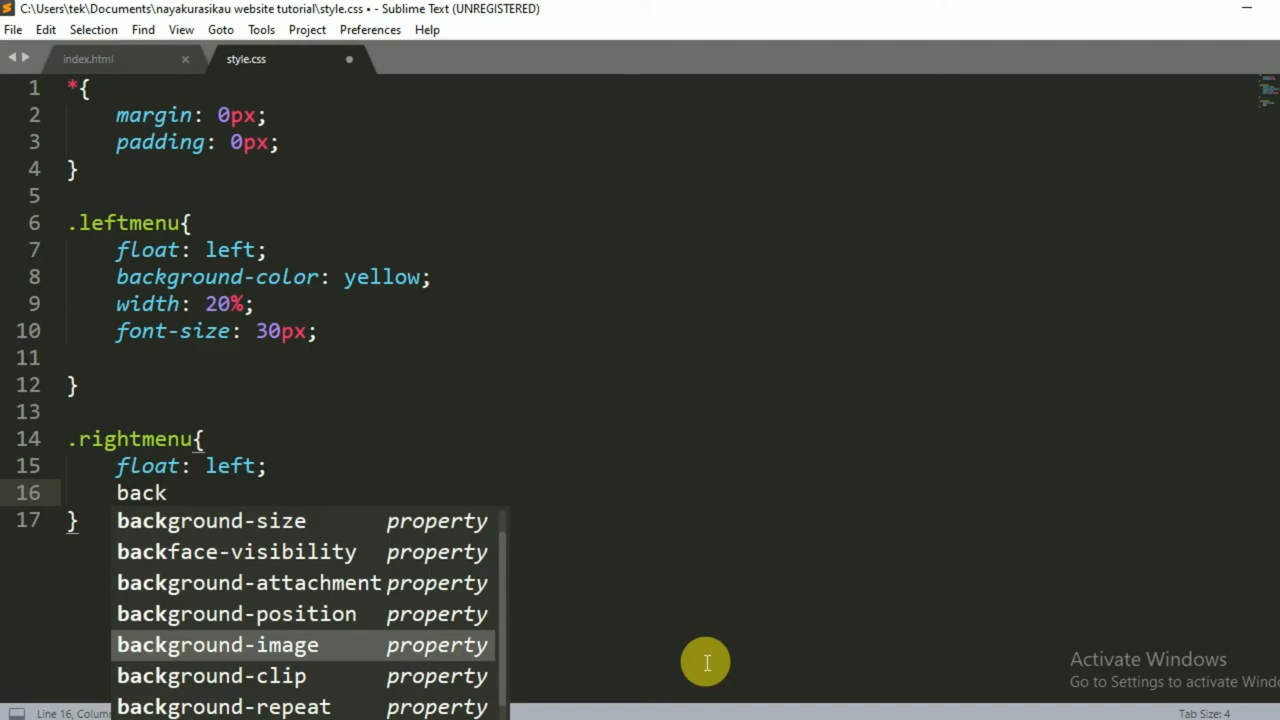 C:\Users\tek\Documents\nayakurasikau website tutorial\style.css • - Sublime Text (UNREGISTERED)
File Edit Selection Find View Goto Tools Project Preferences Help
index.html × style.css
1 *{
2 margin: 0px;
3 padding: 0px;
4 }
5
6 .leftmenu{
7 float: left;
8 background-color: yellow;
9 width: 20%;
10 font-size: 30px;
11
12 }
13
14 .rightmenu{
15 float: left;
16 back
17 }
background-size property
backface-visibility property
background-attachment property
background-position property
background-image property
background-clip property
background-repeat property
Activate Windows
Go to Settings to activate Wind
Line 16, Colum
Tab Size: 4